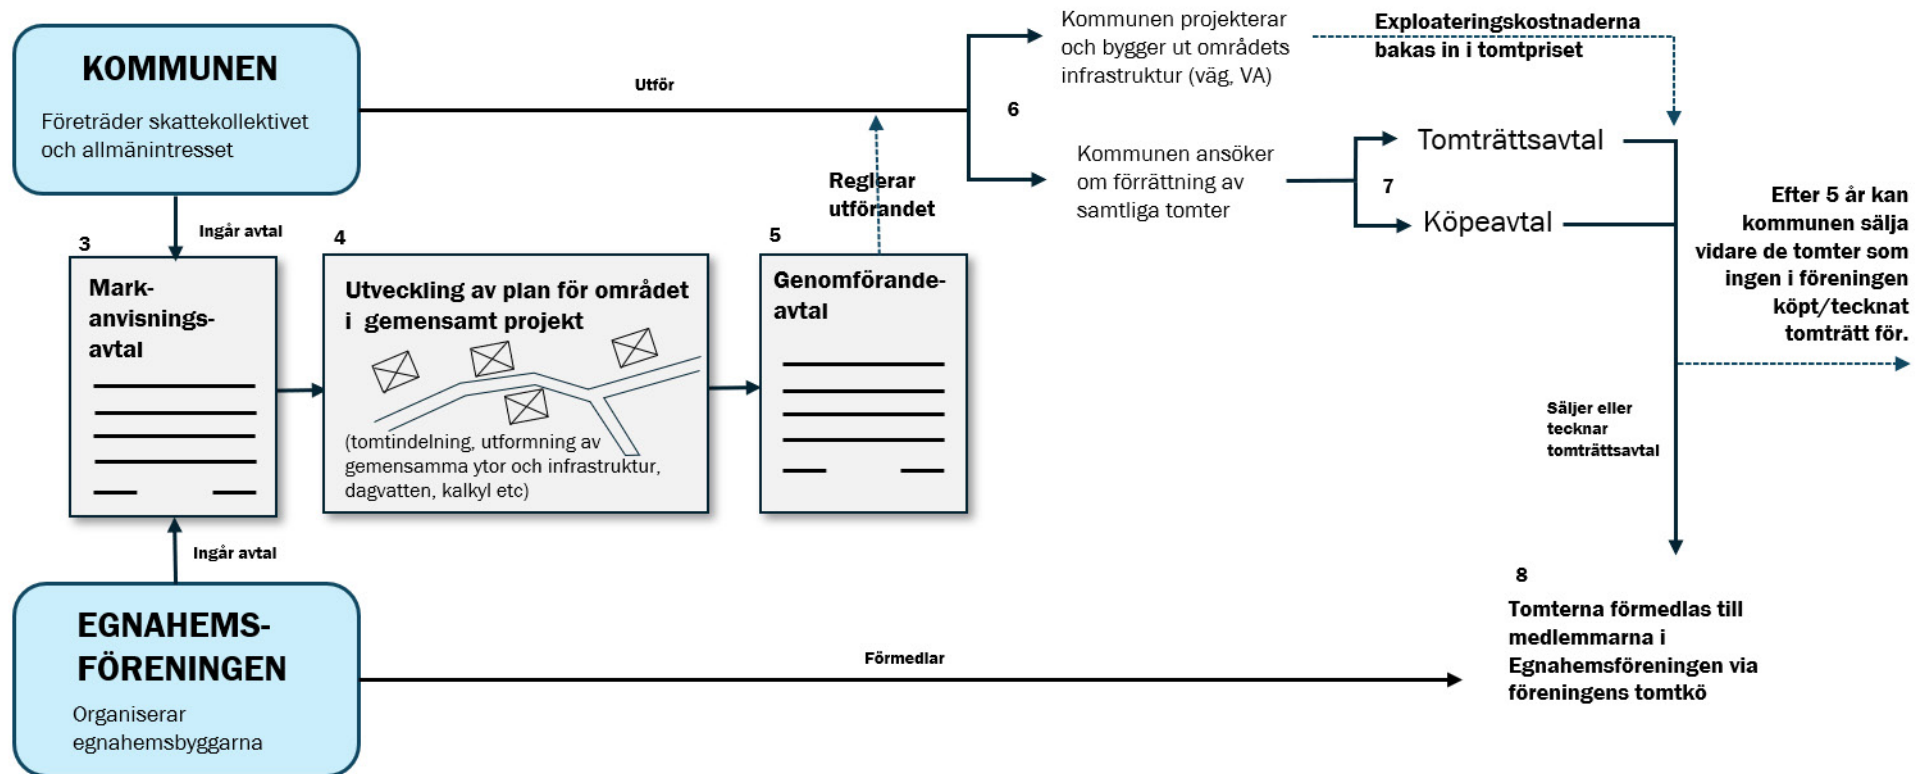 KOMMUNEN
Företräder skattekollektivet
och allmänintresset
Ingår avtal
3
Mark-
anvisnings-
avtal
4
Utveckling av plan för området
i gemensamt projekt
(tomtindelning, utformning av
gemensamma ytor och infrastruktur,
dagvatten, kalkyl etc)
5
Genomförande-
avtal
Reglerar
utförandet
Utför
6
Kommunen projekterar
och bygger ut områdets
infrastruktur (väg, VA)
Exploateringskostnaderna
bakas in i tomtpriset
Kommunen ansöker
om förrättning av
samtliga tomter
7
Tomträttsavtal
Köpeavtal
Efter 5 år kan
kommunen sälja
vidare de tomter som
ingen i föreningen
köpt/tecknat
tomträtt för.
Säljer eller
tecknar
tomträttsavtal
Ingår avtal
EGNAHEMS-
FÖRENINGEN
Organiserar
egnahemsbyggarna
Förmedlar
8
Tomterna förmedlas till
medlemmarna i
Egnahemsföreningen via
föreningens tomtkö